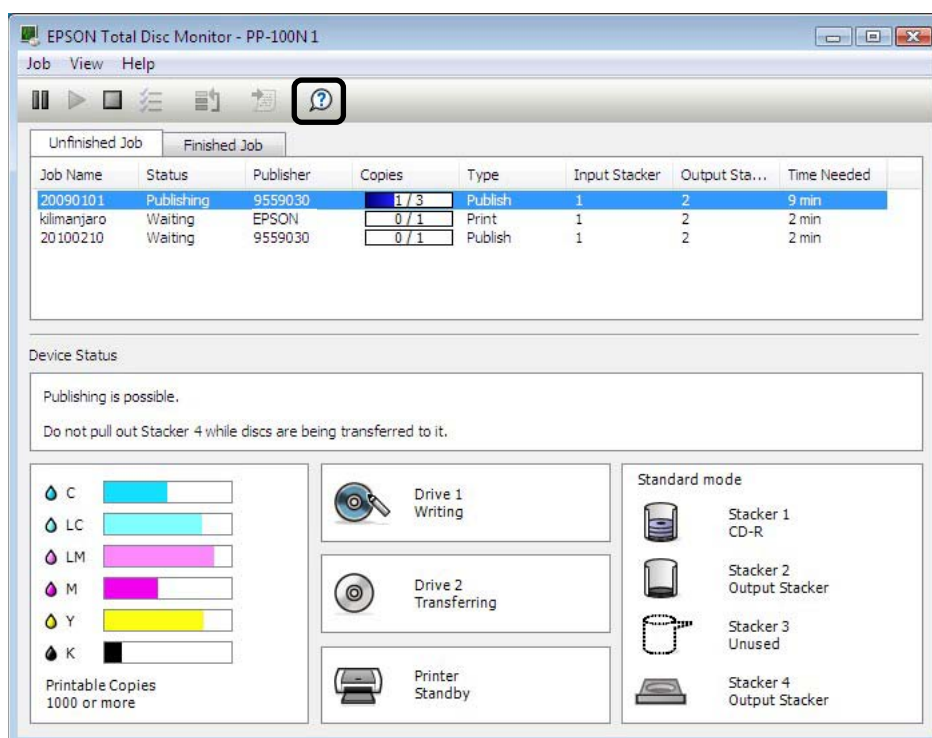 EPSON Total Disc Monitor - PP-100N 1
Job View Help
Unfinished Job Finished Job
Job Name Status Publisher Copies Type Input Stacker Output Sta... Time Needed
20090101 Publishing 9559030 1 / 3 Publish 1 2 9 min
kilimanjaro Waiting EPSON 0 / 1 Print 1 2 2 min
20100210 Waiting 9559030 0 / 1 Publish 1 2 2 min
Device Status
Publishing is possible.
Do not pull out Stacker 4 while discs are being transferred to it.
C
LC
LM
M
Y
K
Printable Copies
1000 or more
Drive 1
Writing
Drive 2
Transferring
Printer
Standby
Standard mode
Stacker 1
CD-R
Stacker 2
Output Stacker
Stacker 3
Unused
Stacker 4
Output Stacker